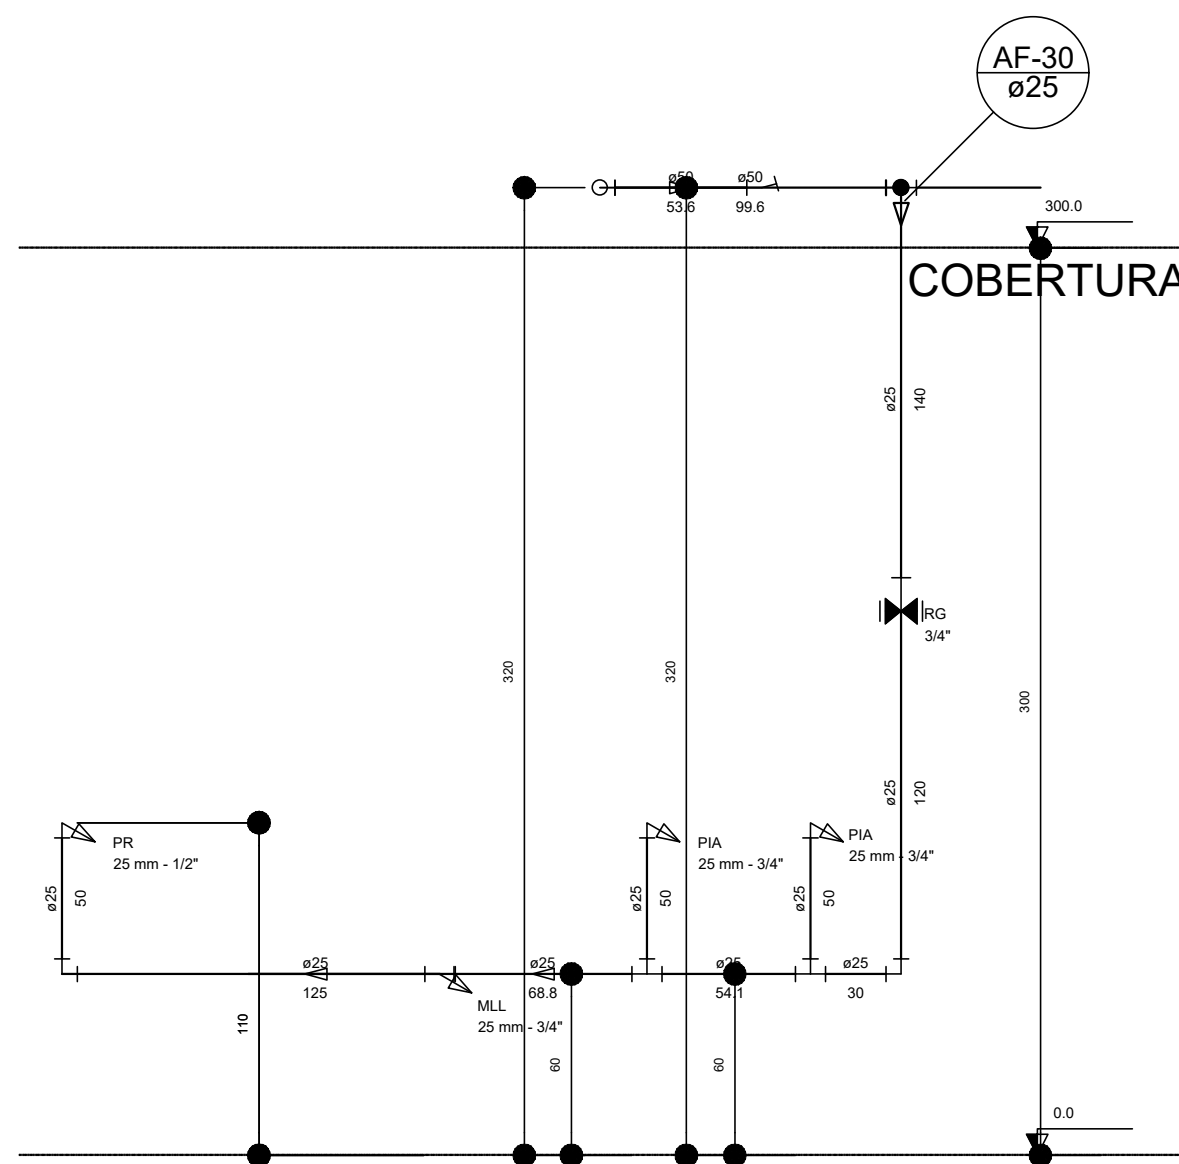 AF-30
ø25
ø50
ø50
53.6
99.6
300.0
COBERTURA
ø25
140
RG
3/4"
320
320
300
ø25
120
PR
25 mm - 1/2"
PIA
25 mm - 3/4"
PIA
25 mm - 3/4"
ø25
50
ø25
50
ø25
50
ø25
125
ø25
68.8
ø25
54.1
ø25
30
MLL
25 mm - 3/4"
110
60
60
0.0